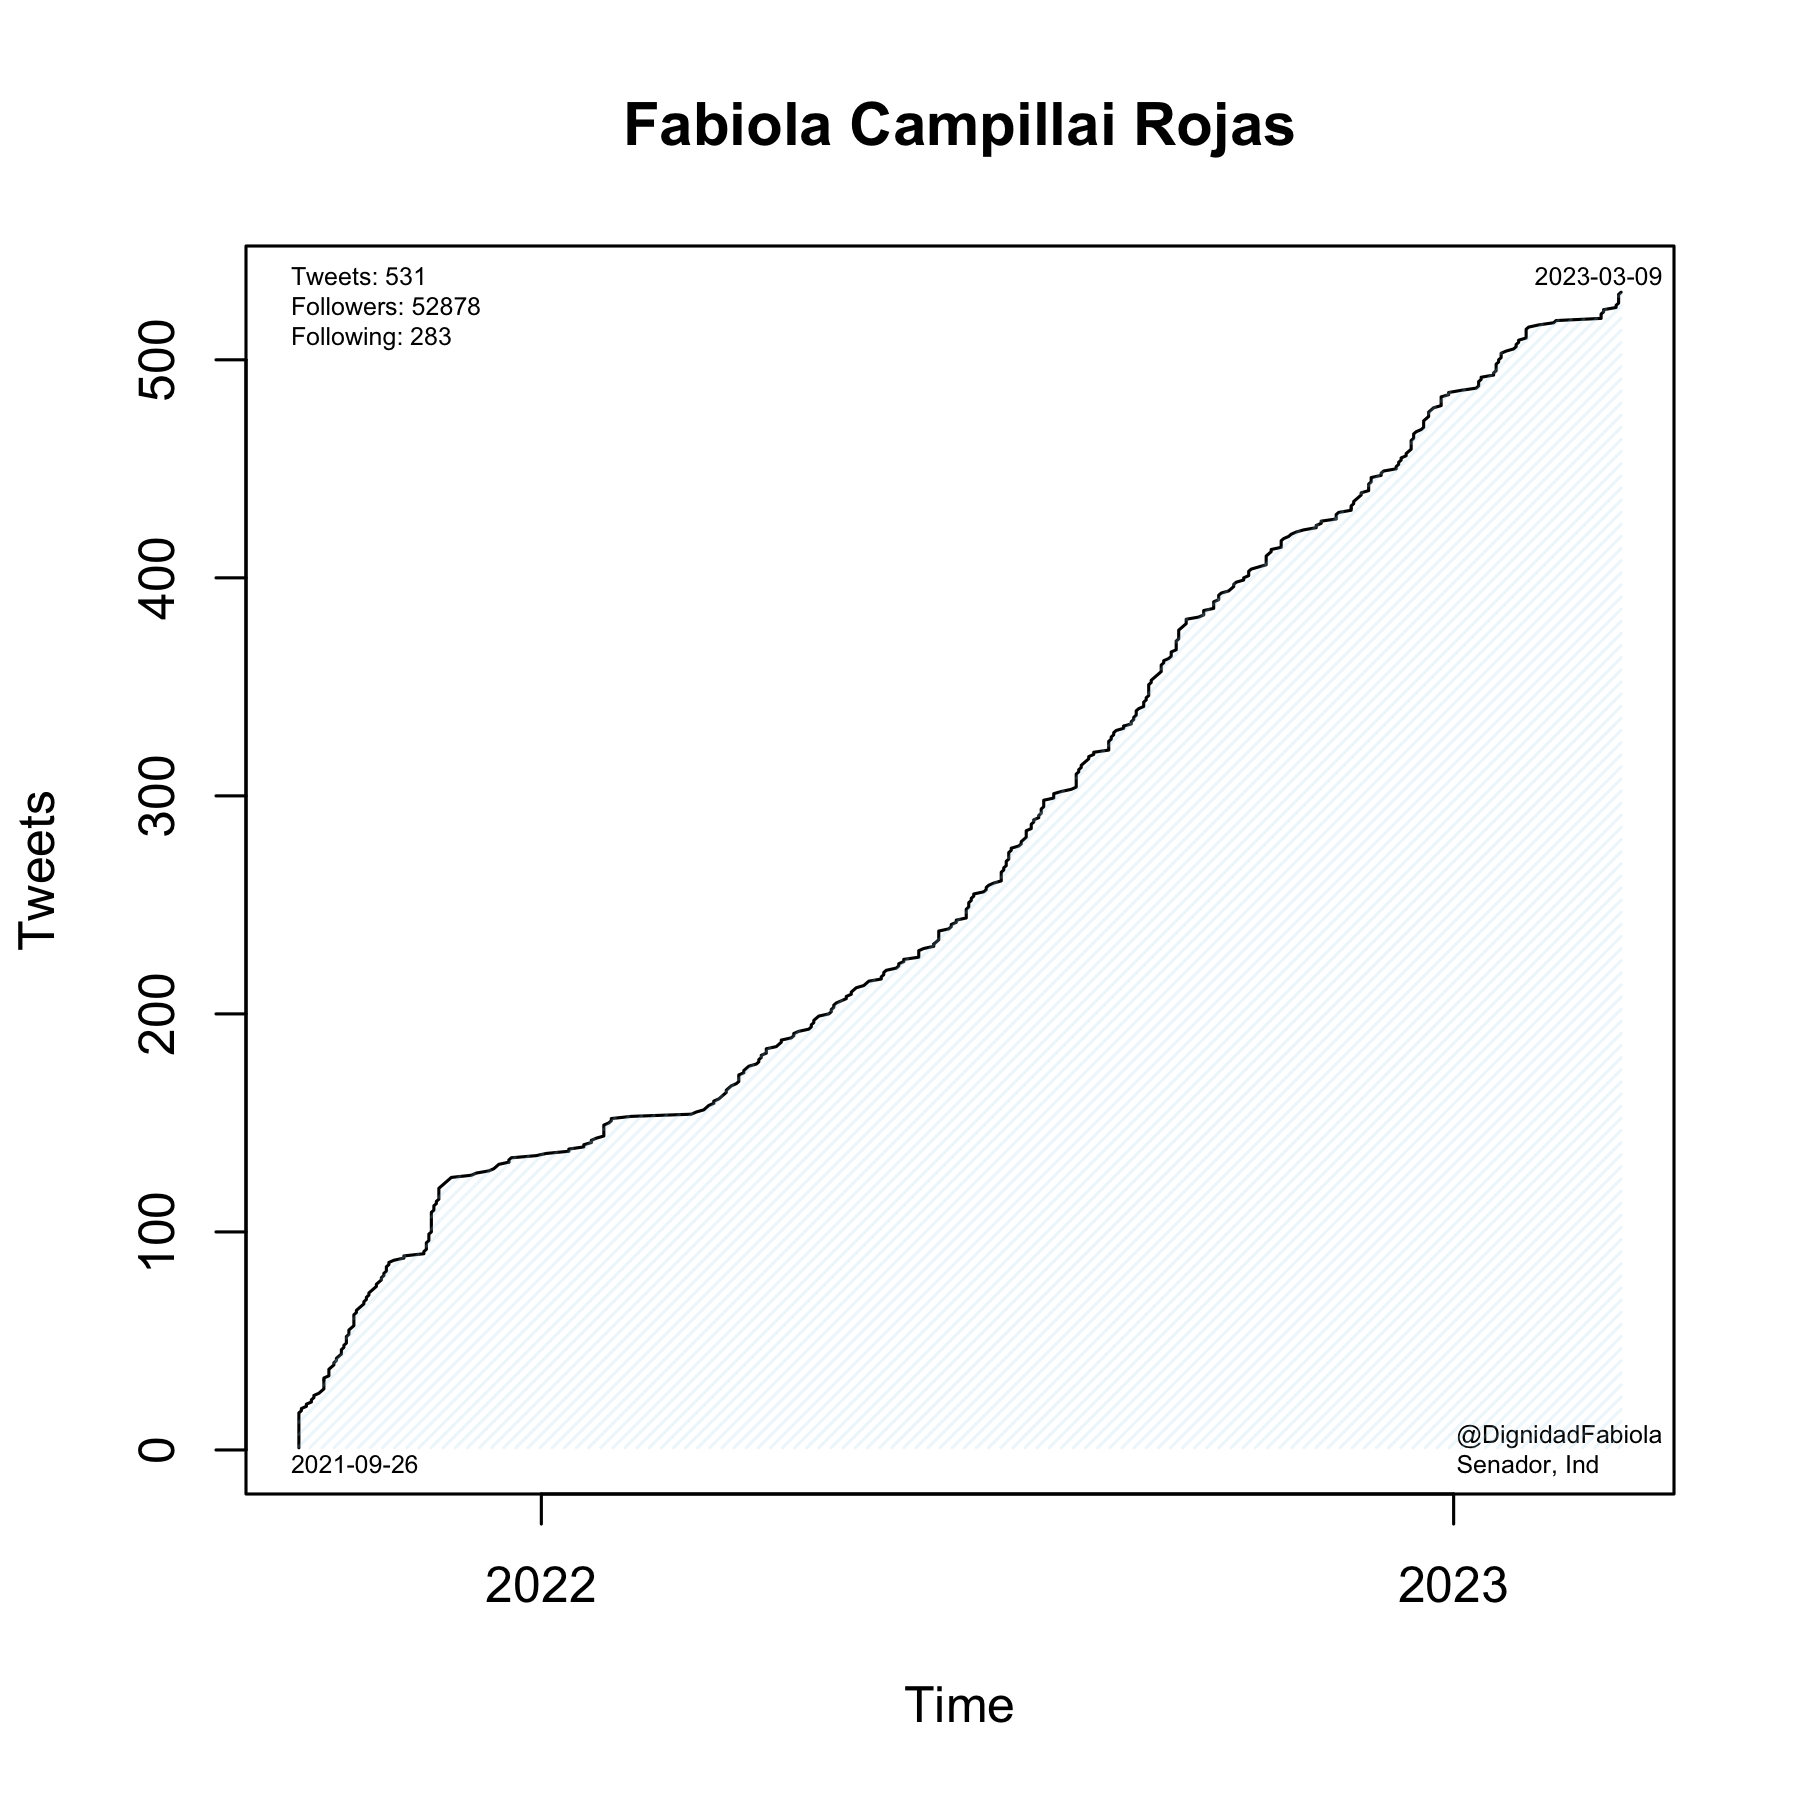 Fabiola Campillai Rojas
Tweets: 531
Followers: 52878
Following: 283
2023-03-09
500
400
300
200
100
0
Tweets
2021-09-26
@DignidadFabiola
Senador, Ind
2022
2023
Time